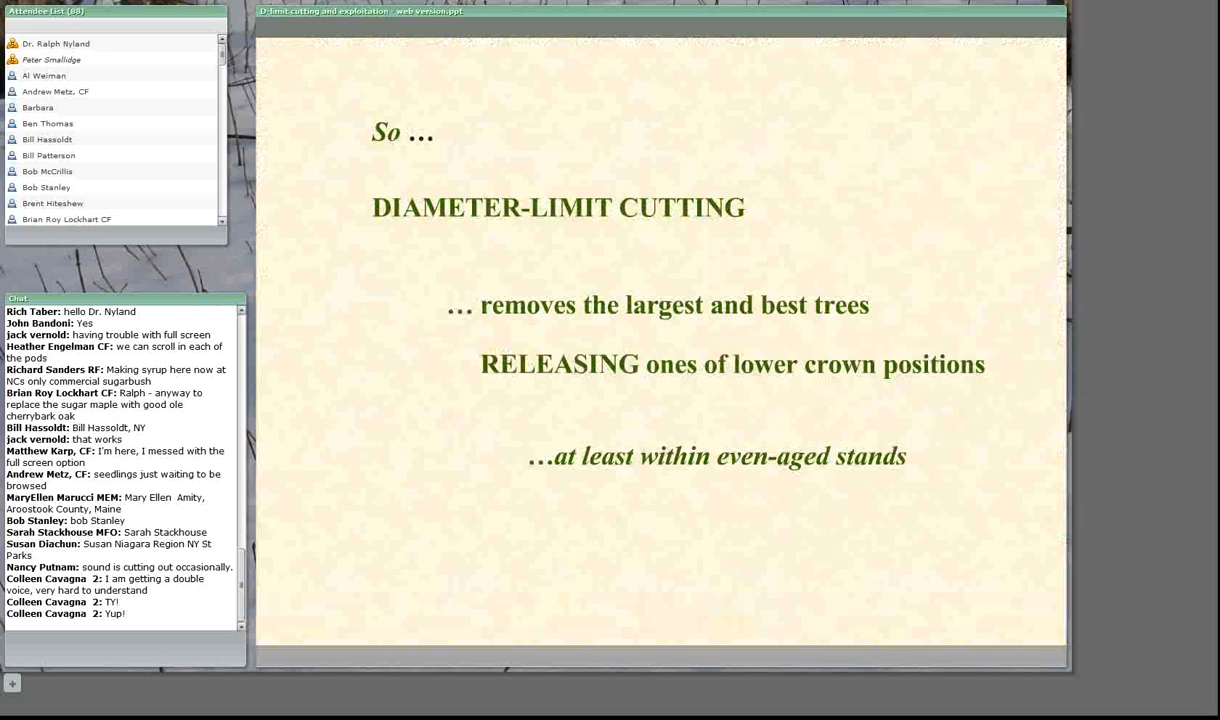 Attendee List (88)
Dr. Ralph Nyland
Peter Smallidge
Al Weiman
Andrew Metz, CF
Barbara
Ben Thomas
Bill Hassoldt
Bill Patterson
Bob McCrillis
Bob Stanley
Brent Hiteshew
Brian Roy Lockhart CF
Chat
Rich Taber: hello Dr. Nyland
John Bandoni: Yes
jack vernold: having trouble with full screen
Heather Engelman CF: we can scroll in each of
the pods
Richard Sanders RF: Making syrup here now at
NCs only commercial sugarbush
Brian Roy Lockhart CF: Ralph - anyway to
replace the sugar maple with good ole
cherrybark oak
Bill Hassoldt: Bill Hassoldt, NY
jack vernold: that works
Matthew Karp, CF: I'm here, I messed with the
full screen option
Andrew Metz, CF: seedlings just waiting to be
browsed
MaryEllen Marucci MEM: Mary Ellen  Amity,
Aroostook County, Maine
Bob Stanley: bob Stanley
Sarah Stackhouse MFO: Sarah Stackhouse
Susan Diachun: Susan Niagara Region NY St
Parks
Nancy Putnam: sound is cutting out occasionally.
Colleen Cavagna  2: I am getting a double
voice, very hard to understand
Colleen Cavagna  2: TY!
Colleen Cavagna  2: Yup!
D-limit cutting and exploitation - web version.ppt
So …
DIAMETER-LIMIT CUTTING
… removes the largest and best trees
RELEASING ones of lower crown positions
…at least within even-aged stands